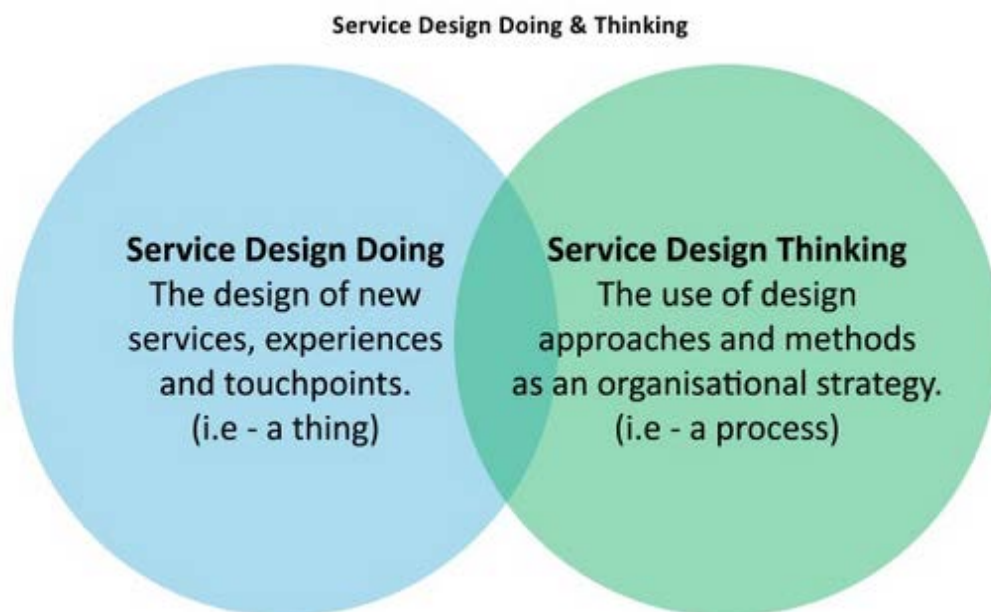 Service Design Doing & Thinking
Service Design Doing
The design of new
services, experiences
and touchpoints.
(i.e - a thing)
Service Design Thinking
The use of design
approaches and methods
as an organisational strategy.
(i.e - a process)